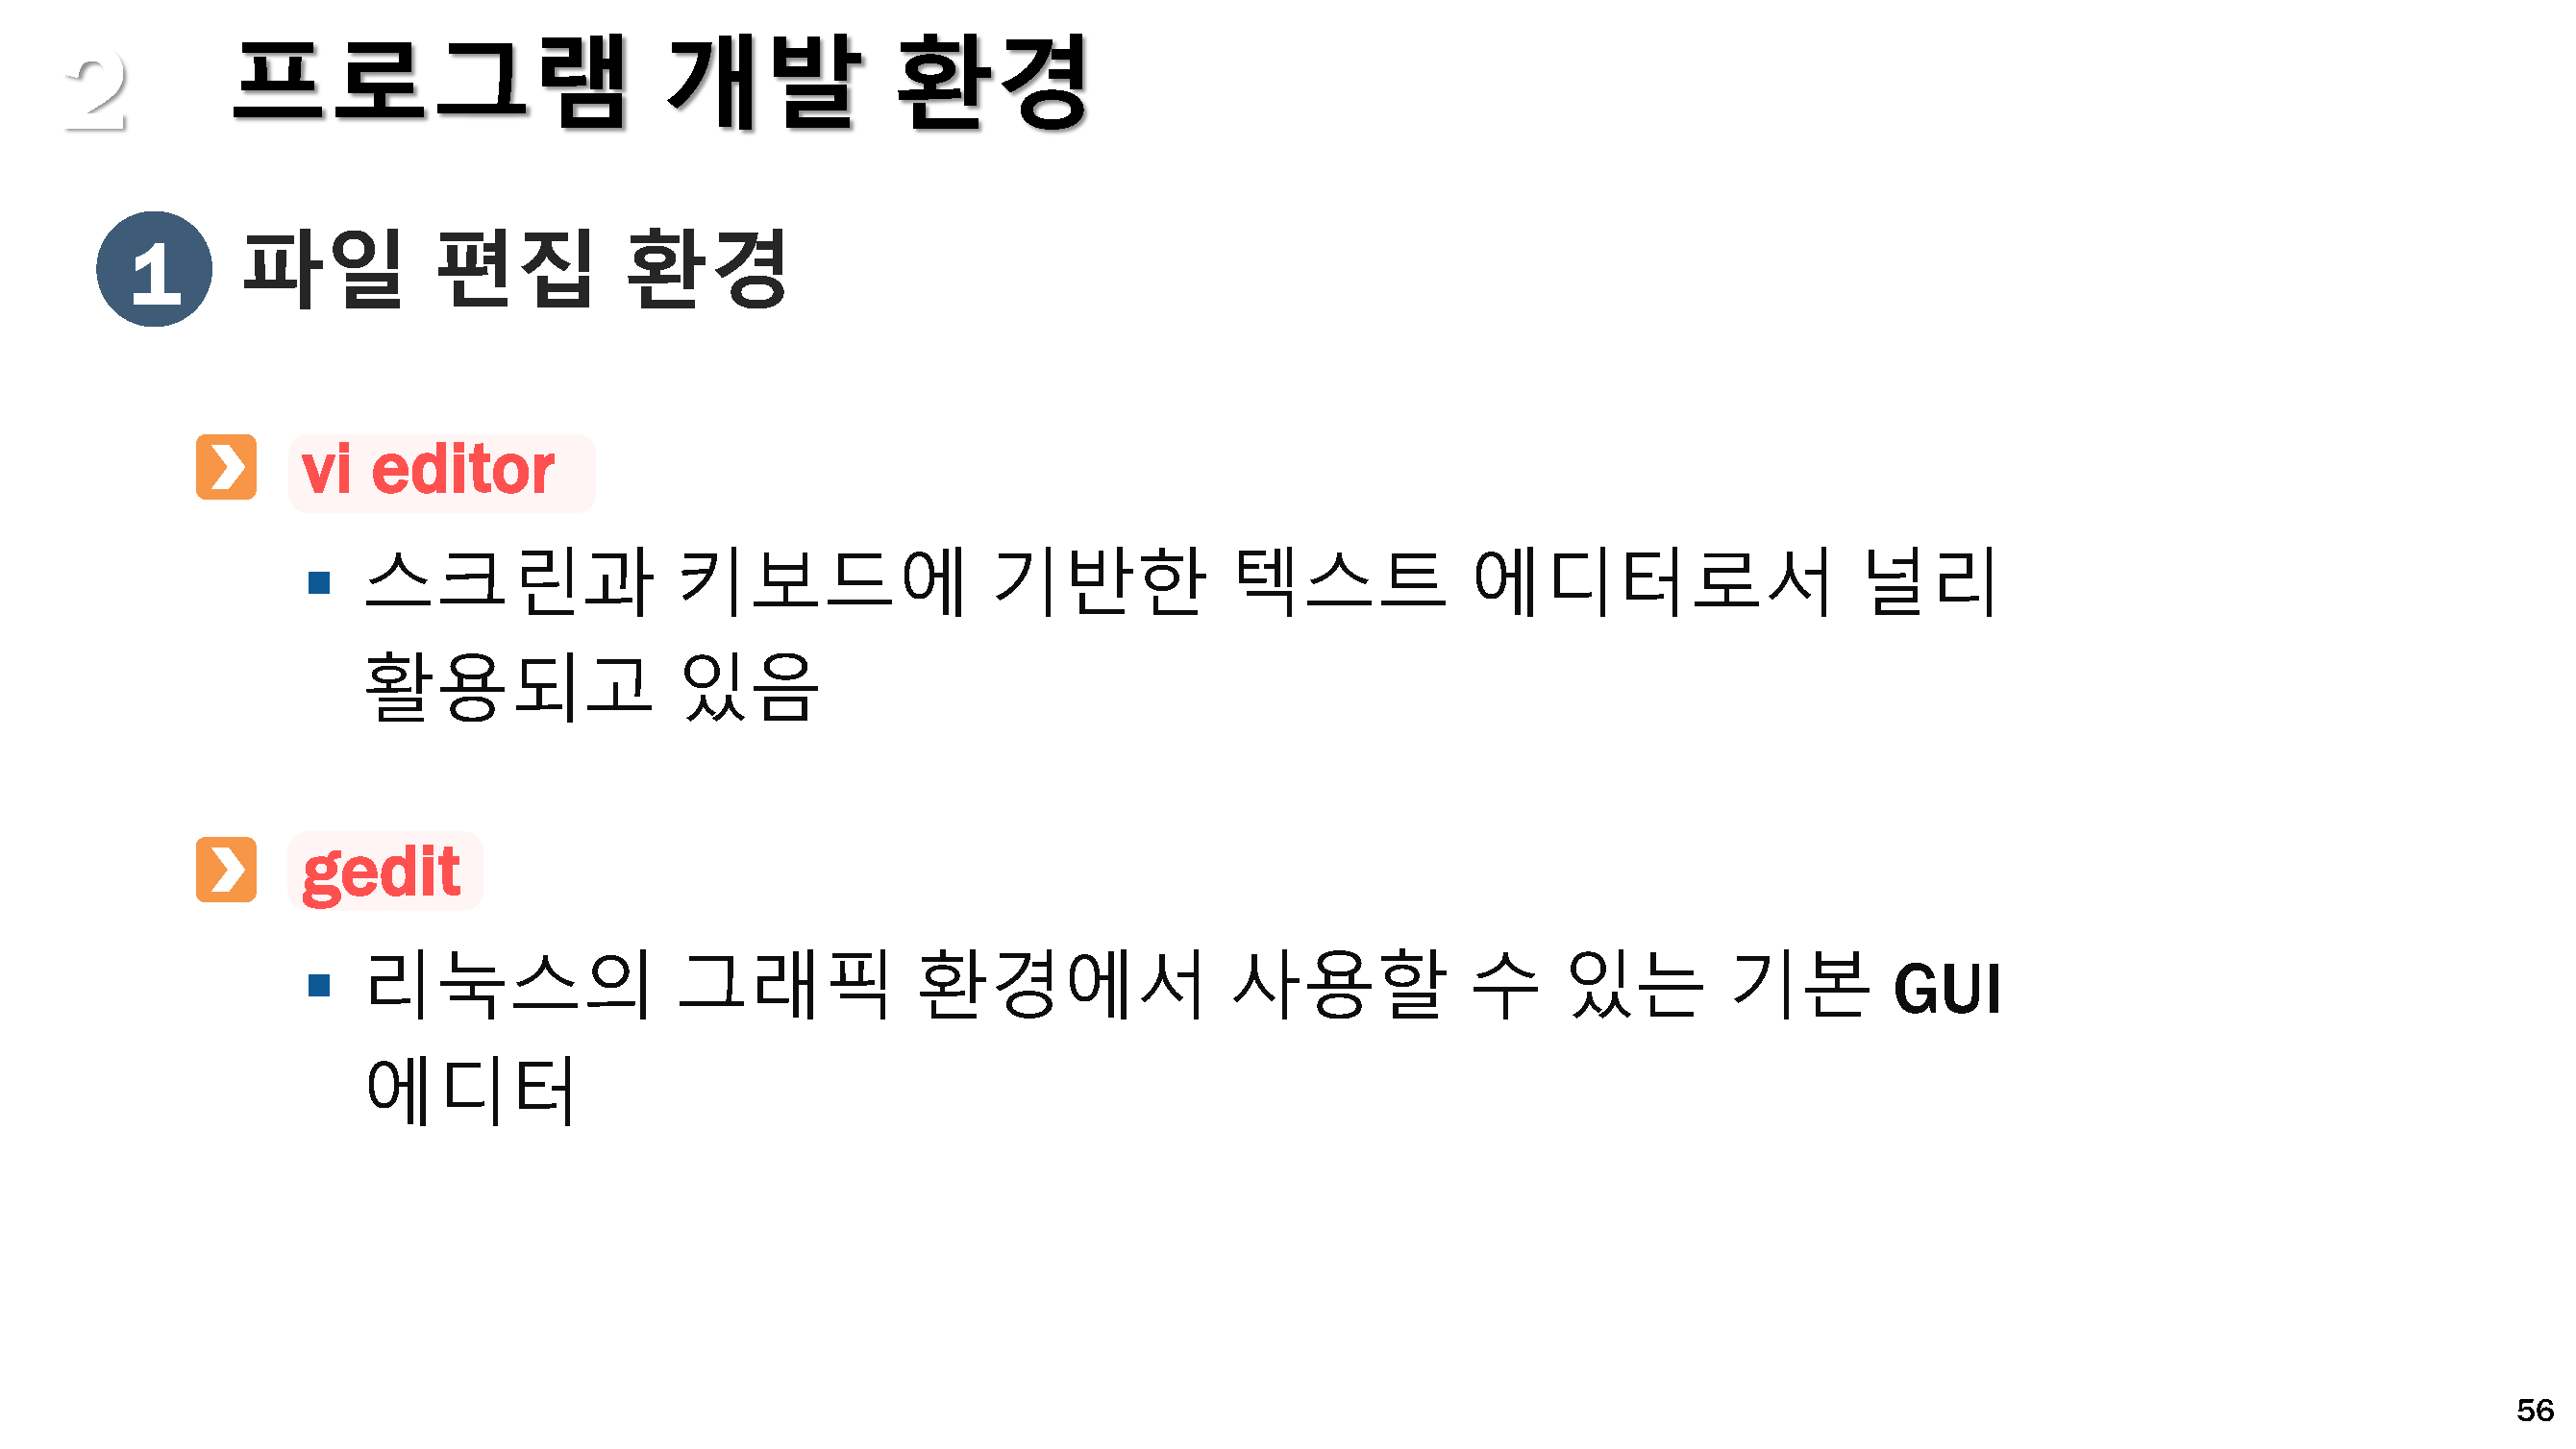 2 프로그램 개발 환경
1 파일 편집 환경
vi editor
▪ 스크린과 키보드에 기반한 텍스트 에디터로서 널리
활용되고 있음
gedit
▪ 리눅스의 그래픽 환경에서 사용할 수 있는 기본 GUI
에디터
56